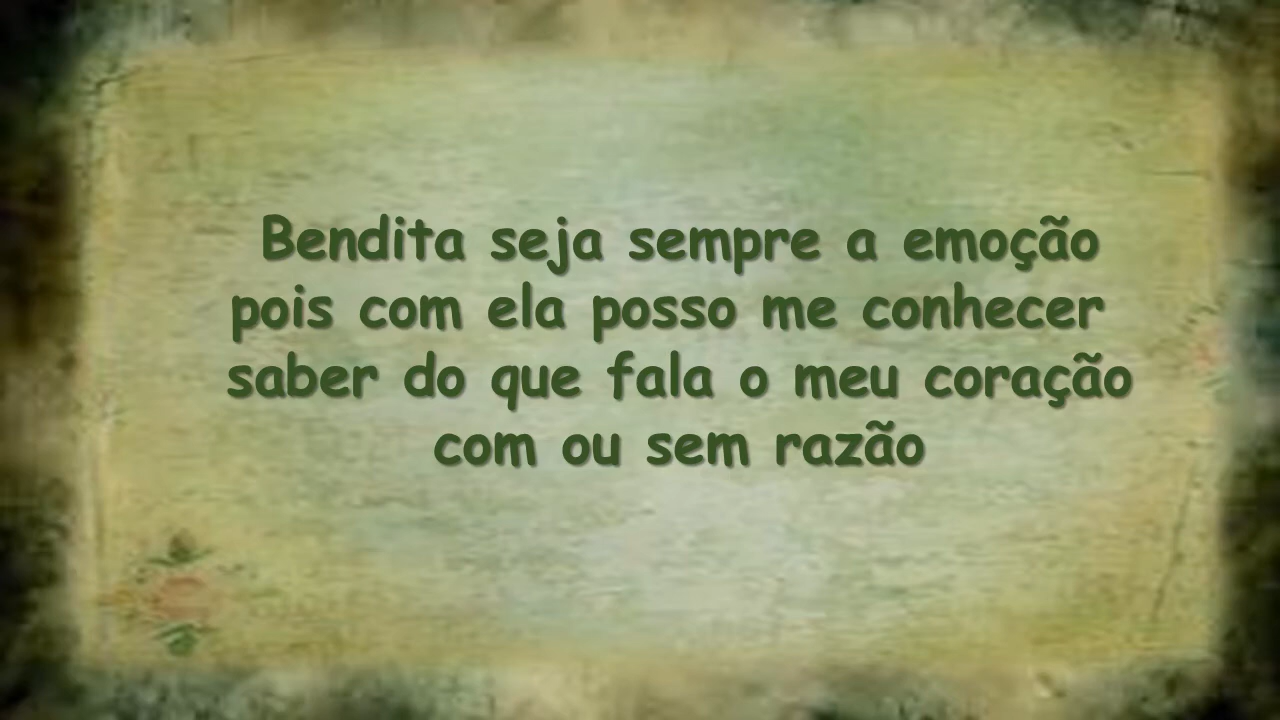 Bendita seja sempre a emoção
pois com ela posso me conhecer
saber do que fala o meu coração
com ou sem razão